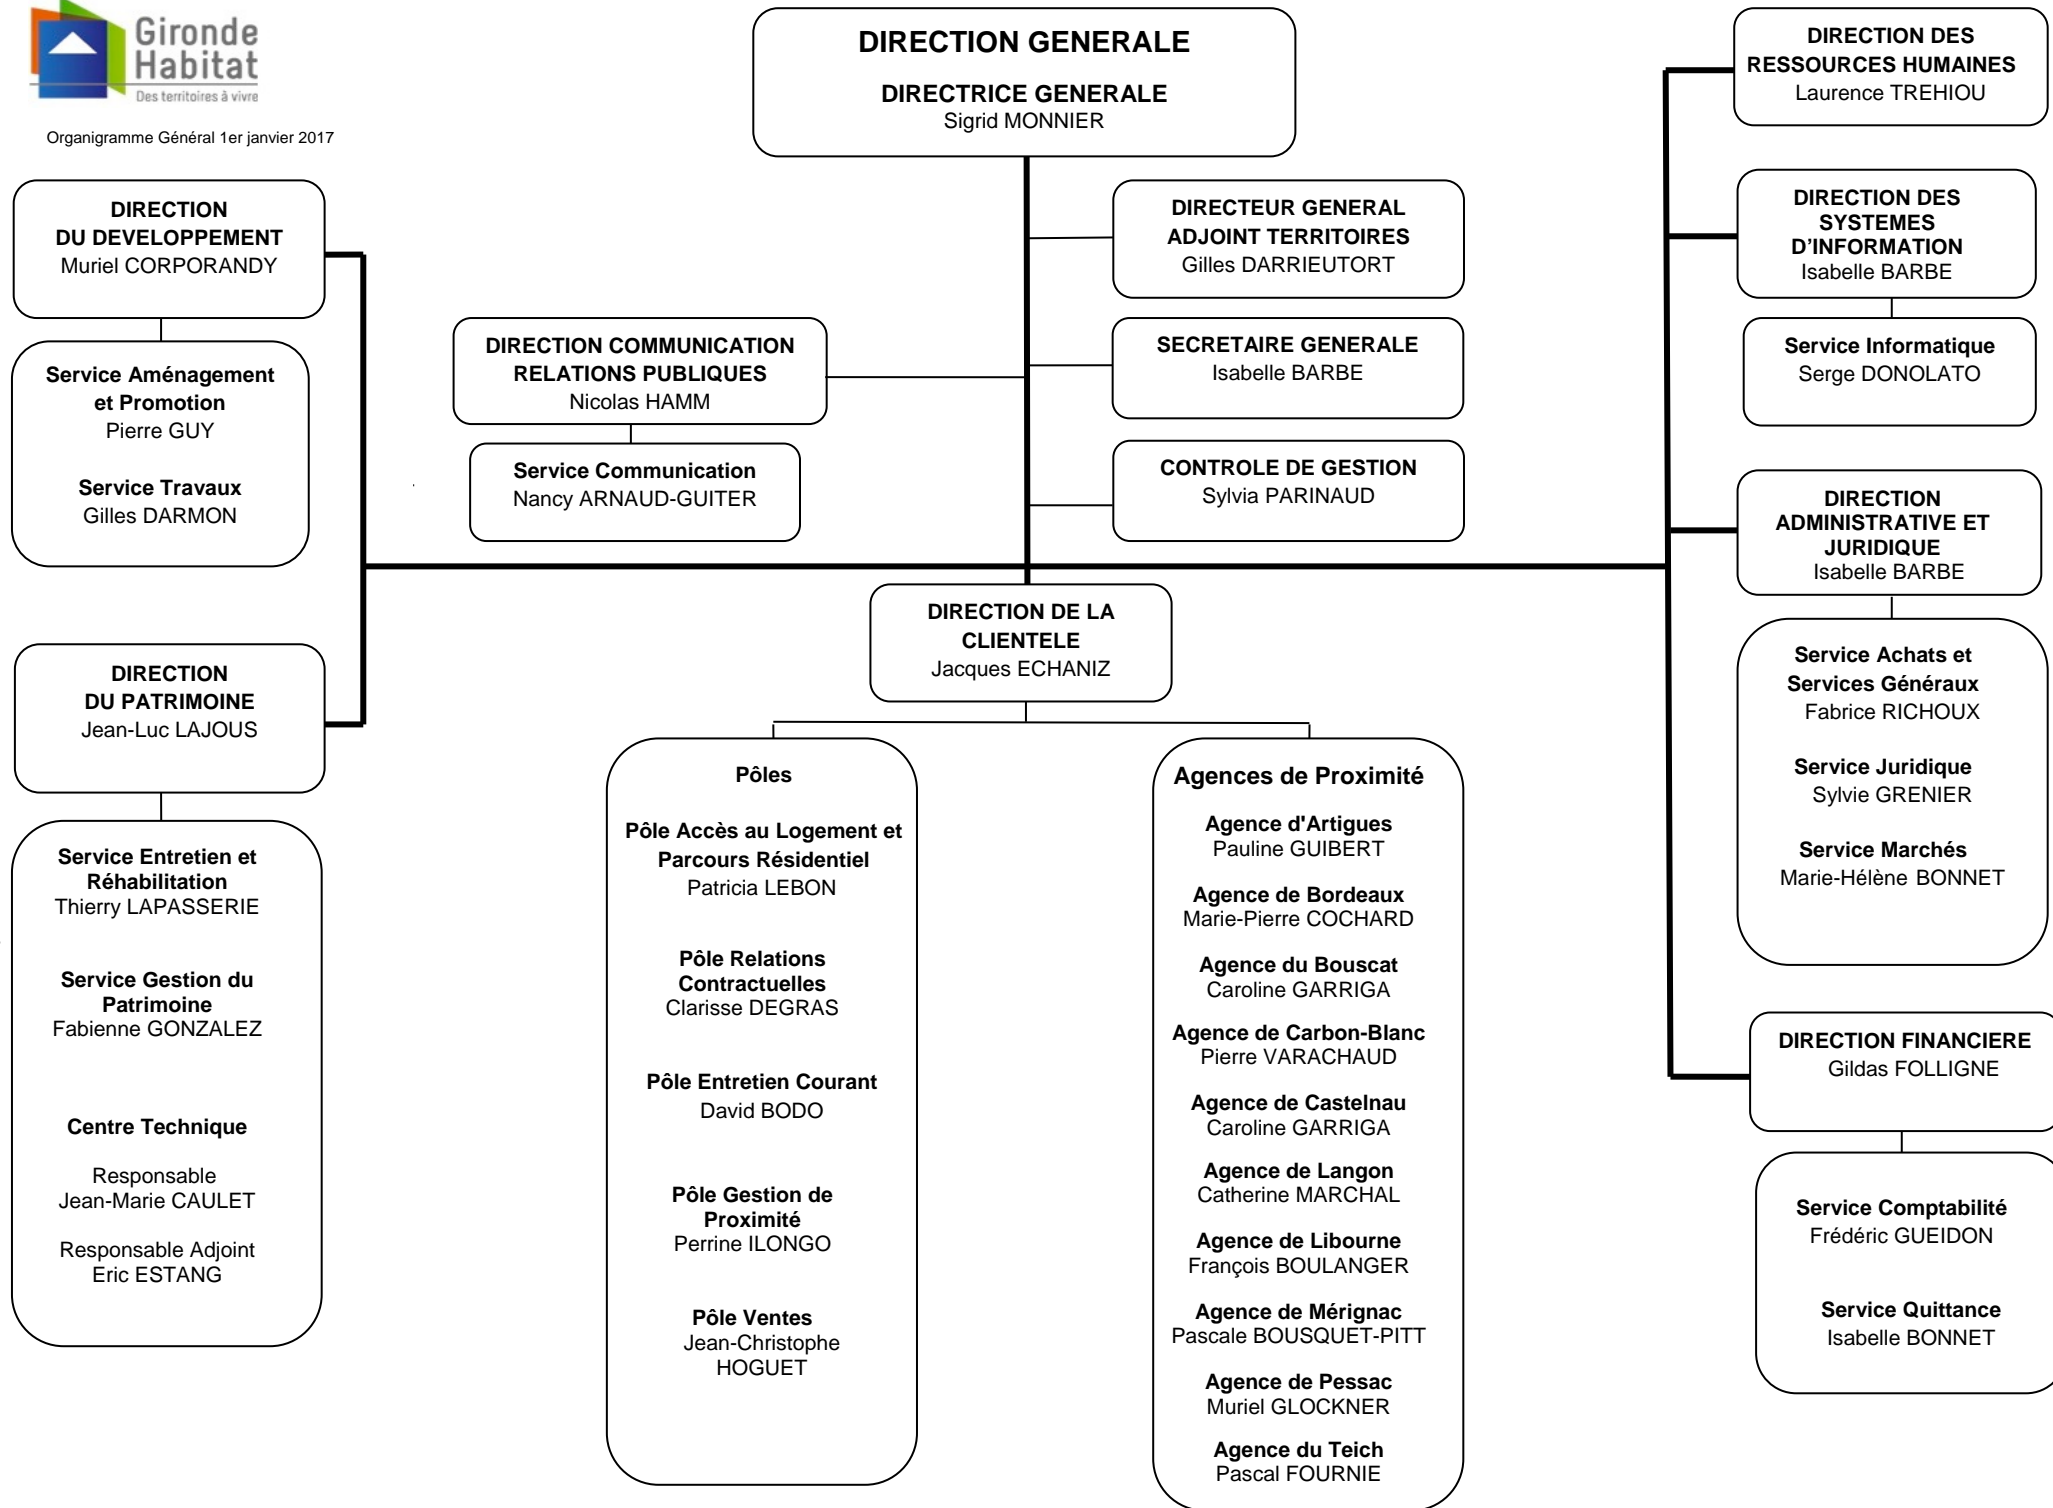 Gironde
Habitat
Des territoires à vivre
Organigramme Général 1er janvier 2017
DIRECTION GENERALE
DIRECTRICE GENERALE
Sigrid MONNIER
DIRECTION DES
RESSOURCES HUMAINES
Laurence TREHIOU
DIRECTION
DU DEVELOPPEMENT
Muriel CORPORANDY
DIRECTEUR GENERAL
ADJOINT TERRITOIRES
Gilles DARRIEUTORT
DIRECTION DES
SYSTEMES
D’INFORMATION
Isabelle BARBE
Service Aménagement
et Promotion
Pierre GUY
Service Travaux
Gilles DARMON
DIRECTION COMMUNICATION
RELATIONS PUBLIQUES
Nicolas HAMM
Service Communication
Nancy ARNAUD-GUITER
SECRETAIRE GENERALE
Isabelle BARBE
CONTROLE DE GESTION
Sylvia PARINAUD
Service Informatique
Serge DONOLATO
DIRECTION
ADMINISTRATIVE ET
JURIDIQUE
Isabelle BARBE
DIRECTION DE LA
CLIENTELE
Jacques ECHANIZ
DIRECTION
DU PATRIMOINE
Jean-Luc LAJOUS
Service Achats et
Services Généraux
Fabrice RICHOUX
Service Juridique
Sylvie GRENIER
Service Marchés
Marie-Hélène BONNET
Service Entretien et
Réhabilitation
Thierry LAPASSERIE
Service Gestion du
Patrimoine
Fabienne GONZALEZ
Centre Technique
Responsable
Jean-Marie CAULET
Responsable Adjoint
Eric ESTANG
Pôles
Pôle Accès au Logement et
Parcours Résidentiel
Patricia LEBON
Pôle Relations
Contractuelles
Clarisse DEGRAS
Pôle Entretien Courant
David BODO
Pôle Gestion de
Proximité
Perrine ILONGO
Pôle Ventes
Jean-Christophe
HOGUET
Agences de Proximité
Agence d'Artigues
Pauline GUIBERT
Agence de Bordeaux
Marie-Pierre COCHARD
Agence du Bouscat
Caroline GARRIGA
Agence de Carbon-Blanc
Pierre VARACHAUD
Agence de Castelnau
Caroline GARRIGA
Agence de Langon
Catherine MARCHAL
Agence de Libourne
François BOULANGER
Agence de Mérignac
Pascale BOUSQUET-PITT
Agence de Pessac
Muriel GLOCKNER
Agence du Teich
Pascal FOURNIE
DIRECTION FINANCIERE
Gildas FOLLIGNE
Service Comptabilité
Frédéric GUEIDON
Service Quittance
Isabelle BONNET